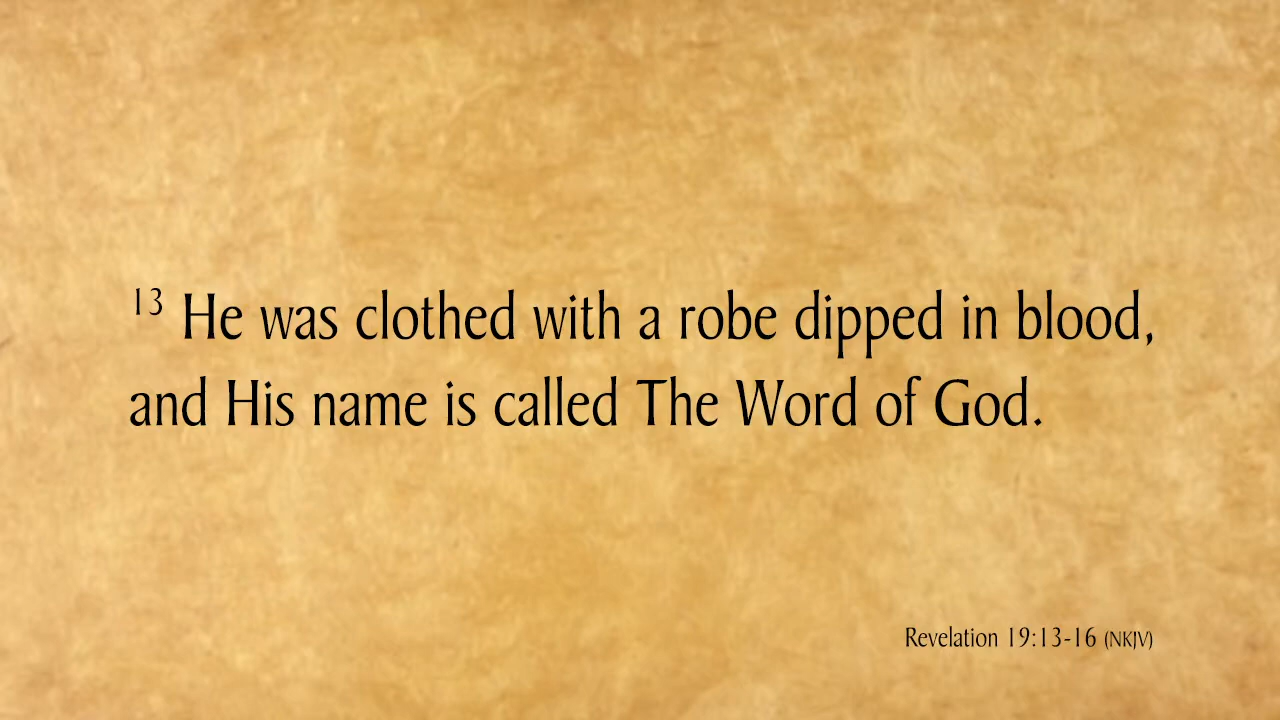 13 He was clothed with a robe dipped in blood,
and His name is called The Word of God.
Revelation 19:13-16 (NKJV)